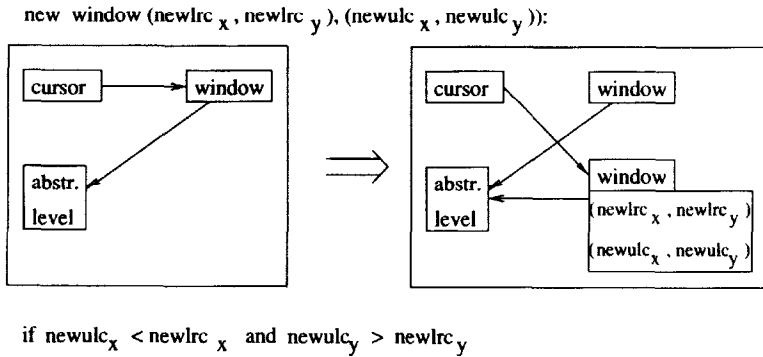 new window (newlrc x , newlrc y ), (newulc x , newulc y )):
cursor window
abstr.
level
cursor window
abstr.
level
window
(newlrc x , newlrc y )
(newulc x , newulc y )
if newulc x < newlrc x and newulc y > newlrc y